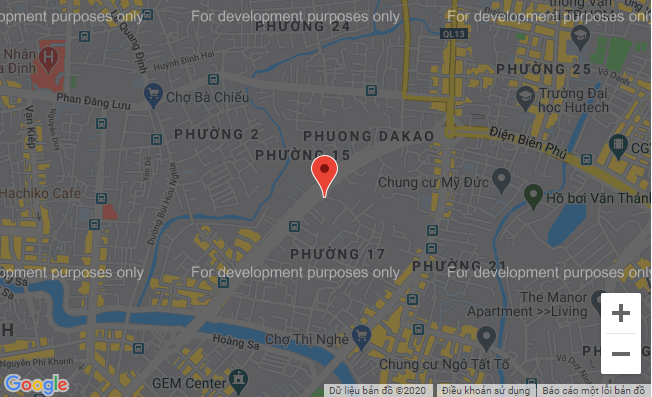 For development purposes only
For development purposes only
For development purposes only
PHƯỜNG 24
QL13
Nhân
Huỳnh Đình Hai
PHƯỜNG 25
Võ Oanh
Phan Đăng Lưu
Chợ Bà Chiểu
Trường Đại
học Hutech
Vạn Kiếp
PHƯỜNG 2
PHUONG DAKAO
Điện Biên Phủ
CGV
PHƯỜNG 15
Yên Đỗ
Chung cư Mỹ Đức
Hachiko Cafe
Hồ bơi Văn Thánh
Đường Bùi Hữu Nghĩa
PHƯỜNG 17
PHƯỜNG 21
For development purposes only
For development purposes only
For development purposes only
The Manor
Apartment >>Living
Hoàng Sa
Chợ Thị Nghè
Nguyễn Phi Khanh
Chung cư Ngô Tất Tố
GEM Center
Google
Dữ liệu bản đồ ©2020
Điều khoản sử dụng
Báo cáo một lỗi bản đồ